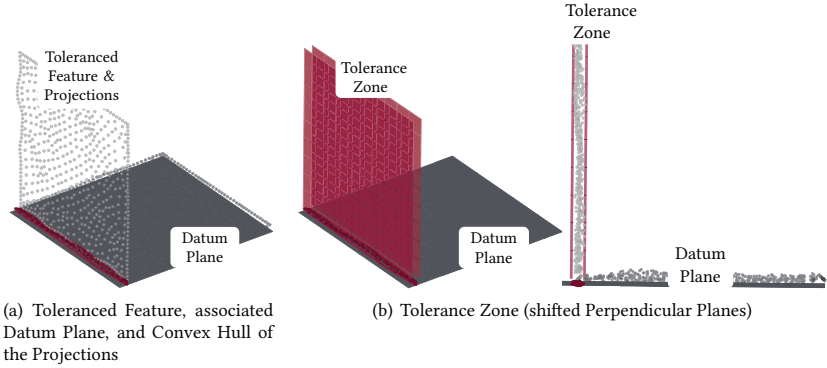 Toleranced
Feature &
Projections
Datum
Plane
Tolerance
Zone
Datum
Plane
Tolerance
Zone
Datum
Plane
(a) Toleranced Feature, associated
Datum Plane, and Convex Hull of
the Projections
(b) Tolerance Zone (shifted Perpendicular Planes)